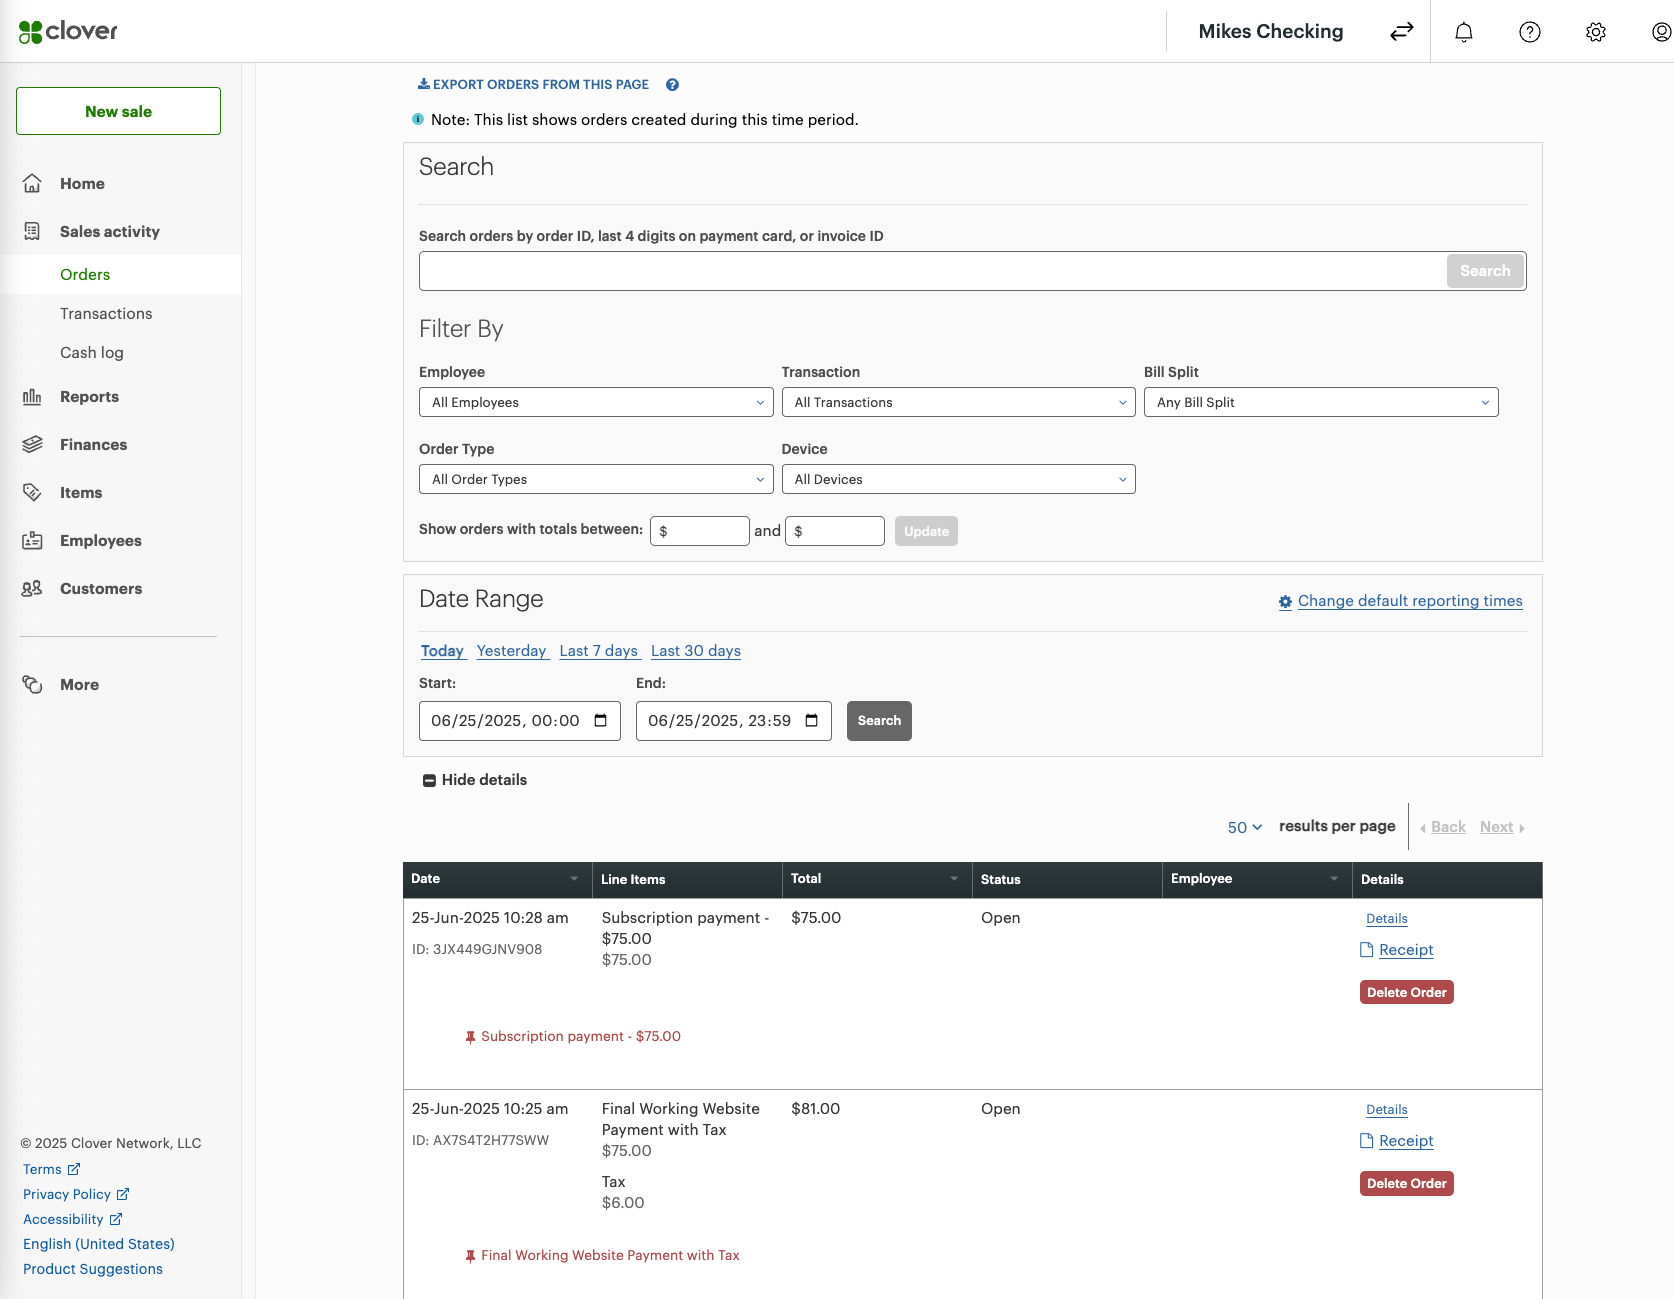 clover
Mikes Checking
New sale
Home
Sales activity
Orders
Transactions
Cash log
Reports
Finances
Items
Employees
Customers
More
© 2025 Clover Network, LLC
Terms
Privacy Policy
Accessibility
English (United States)
Product Suggestions
EXPORT ORDERS FROM THIS PAGE ?
Note: This list shows orders created during this time period.
Search
Search orders by order ID, last 4 digits on payment card, or invoice ID
Search
Filter By
Employee Transaction Bill Split
All Employees All Transactions Any Bill Split
Order Type Device
All Order Types All Devices
Show orders with totals between: $ and $ Update
Date Range Change default reporting times
Today Yesterday Last 7 days Last 30 days
Start: End:
06/25/2025, 00:00 06/25/2025, 23:59 Search
Hide details
50 results per page Back Next
Date Line Items Total Status Employee Details
25-Jun-2025 10:28 am Subscription payment - $75.00 Open Details
$75.00
ID: 3JX449GJNV908 $75.00 Receipt
Delete Order
Subscription payment - $75.00
25-Jun-2025 10:25 am Final Working Website $81.00 Open Details
Payment with Tax
ID: AX7S4T2H77SWW $75.00 Receipt
Tax Delete Order
$6.00
Final Working Website Payment with Tax